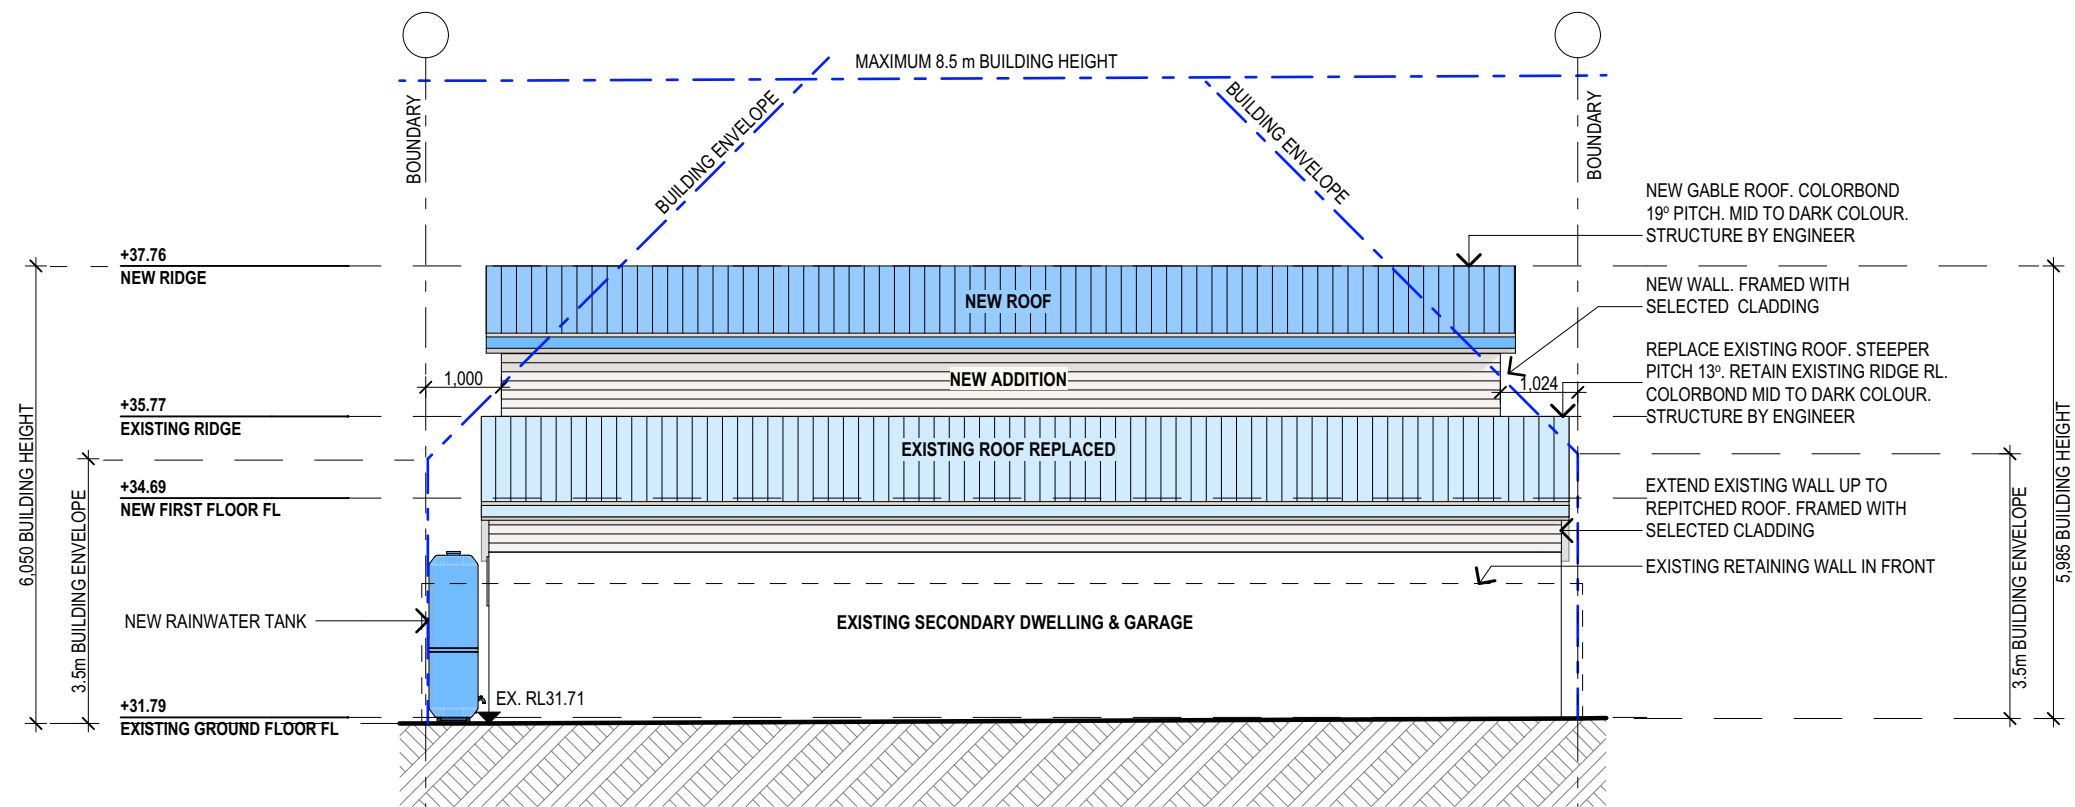 MAXIMUM 8.5 m BUILDING HEIGHT
BOUNDARY
BUILDING ENVELOPE
BUILDING ENVELOPE
BOUNDARY
NEW GABLE ROOF. COLORBOND
19º PITCH. MID TO DARK COLOUR.
STRUCTURE BY ENGINEER
+37.76
NEW RIDGE
NEW ROOF
NEW WALL. FRAMED WITH
SELECTED CLADDING
REPLACE EXISTING ROOF. STEEPER
PITCH 13º. RETAIN EXISTING RIDGE RL.
COLORBOND MID TO DARK COLOUR.
STRUCTURE BY ENGINEER
1,000
NEW ADDITION
1,024
+35.77
EXISTING RIDGE
EXISTING ROOF REPLACED
+34.69
NEW FIRST FLOOR FL
EXTEND EXISTING WALL UP TO
REPITCHED ROOF. FRAMED WITH
SELECTED CLADDING
EXISTING RETAINING WALL IN FRONT
6,050 BUILDING HEIGHT
3.5m BUILDING ENVELOPE
NEW RAINWATER TANK
EXISTING SECONDARY DWELLING & GARAGE
3.5m BUILDING ENVELOPE
5,985 BUILDING HEIGHT
EX. RL31.71
+31.79
EXISTING GROUND FLOOR FL